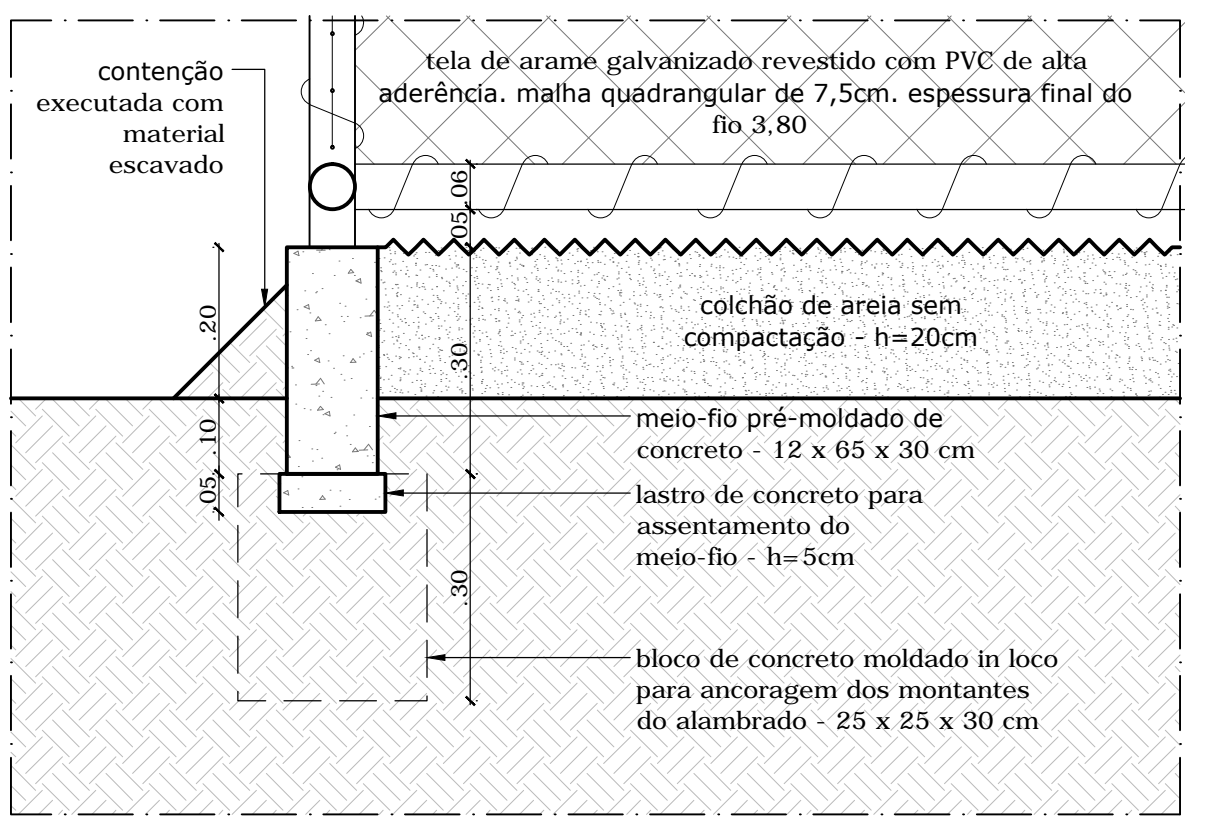 contenção
executada com
material
escavado
tela de arame galvanizado revestido com PVC de alta
aderência. malha quadrangular de 7,5cm. espessura final do
fio 3,80
.06
.05
.20
.30
.10
.05
.30
colchão de areia sem
compactação - h=20cm
meio-fio pré-moldado de
concreto - 12 x 65 x 30 cm
lastro de concreto para
assentamento do
meio-fio - h=5cm
bloco de concreto moldado in loco
para ancoragem dos montantes
do alambrado - 25 x 25 x 30 cm